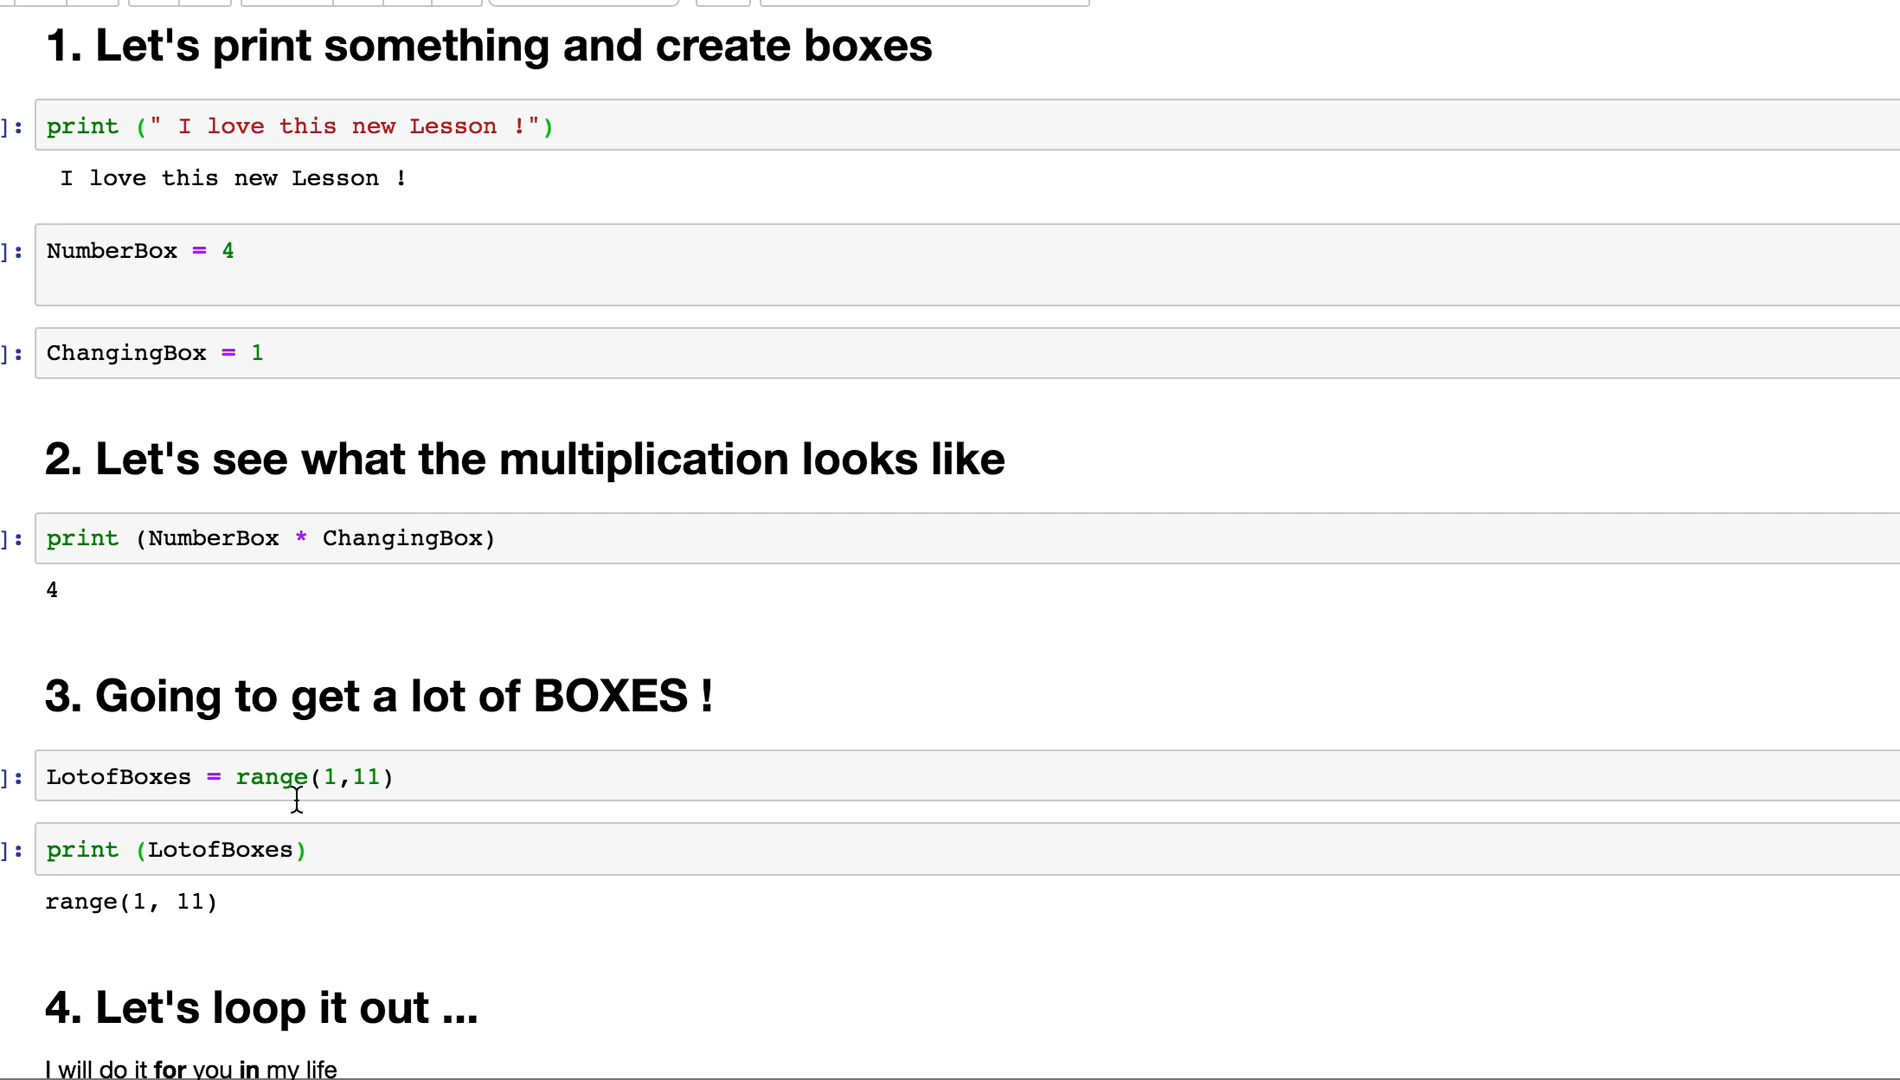 1. Let's print something and create boxes
]: print (" I love this new Lesson !")
I love this new Lesson !
]: NumberBox = 4
]: ChangingBox = 1
2. Let's see what the multiplication looks like
]: print (NumberBox * ChangingBox)
4
3. Going to get a lot of BOXES !
]: LotofBoxes = range(1,11)
]: print (LotofBoxes)
range(1, 11)
4. Let's loop it out ...
I will do it for you in my life